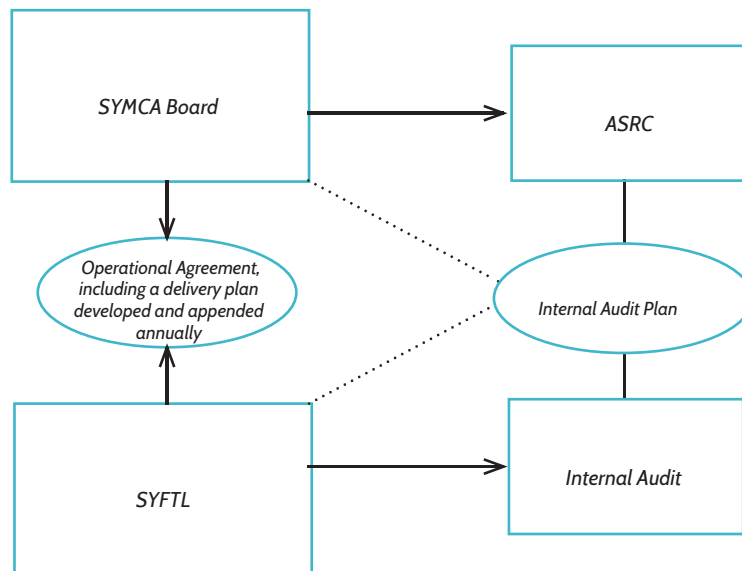 SYMCA Board
ASRC
Operational Agreement,
including a delivery plan
developed and appended
annually
Internal Audit Plan
SYFTL
Internal Audit